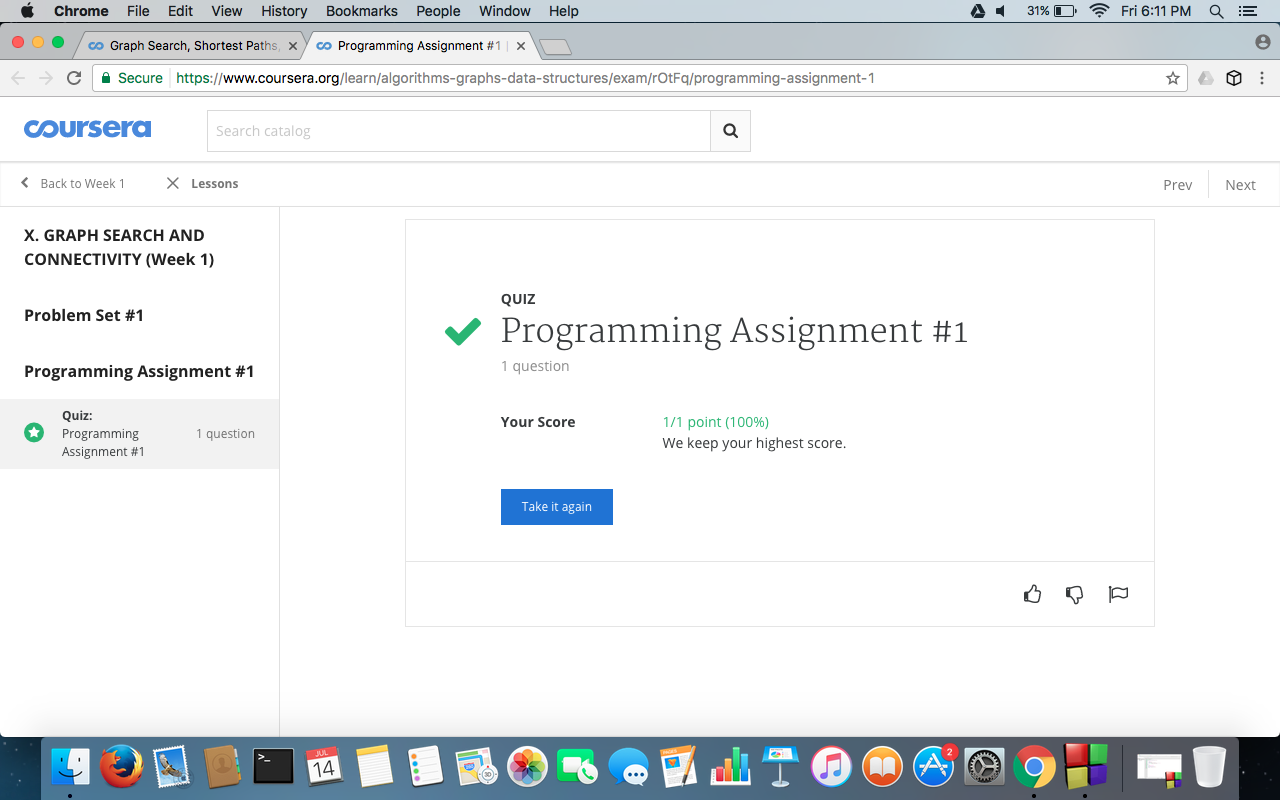 Chrome File Edit View History Bookmarks People Window Help 31% Fri 6:11 PM
Graph Search, Shortest Paths, Programming Assignment #1 |
Secure https://www.coursera.org/learn/algorithms-graphs-data-structures/exam/rOtFq/programming-assignment-1
coursera Search catalog
Back to Week 1 Lessons Prev Next
X. GRAPH SEARCH AND
CONNECTIVITY (Week 1)
Problem Set #1
Programming Assignment #1
Quiz:
Programming 1 question
Assignment #1
QUIZ
Programming Assignment #1
1 question
Your Score 1/1 point (100%)
We keep your highest score.
Take it again
JUL
14
2